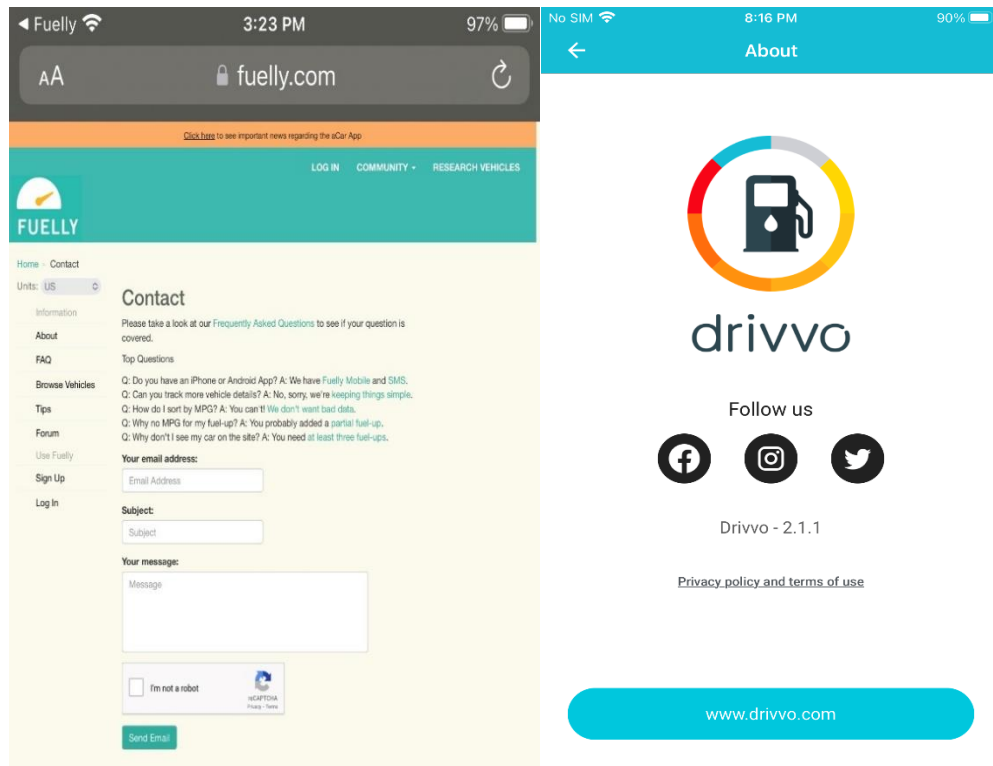 Fuelly 3:23 PM 97%
AA fuelly.com
Click here to see important news regarding the aCar App
LOG IN COMMUNITY RESEARCH VEHICLES
FUELLY
Home - Contact
Units: US
Information
About
FAQ
Browse Vehicles
Tips
Forum
Use Fuelly
Sign Up
Log In
Contact
Please take a look at our Frequently Asked Questions to see if your question is
covered.
Top Questions
Q: Do you have an iPhone or Android App? A: We have Fuelly Mobile and SMS.
Q: Can you track more vehicle details? A: No, sorry, we're keeping things simple.
Q: How do I sort by MPG? A: You can't! We don't want bad data.
Q: Why no MPG for my fuel-up? A: You probably added a partial fuel-up.
Q: Why don't I see my car on the site? A: You need at least three fuel-ups.
Your email address:
Email Address
Subject:
Subject
Your message:
Message
I'm not a robot
reCAPTCHA
Privacy - Terms
Send Email
No SIM 8:16 PM 90%
About
drivvo
Follow us
Drivvo - 2.1.1
Privacy policy and terms of use
www.drivvo.com